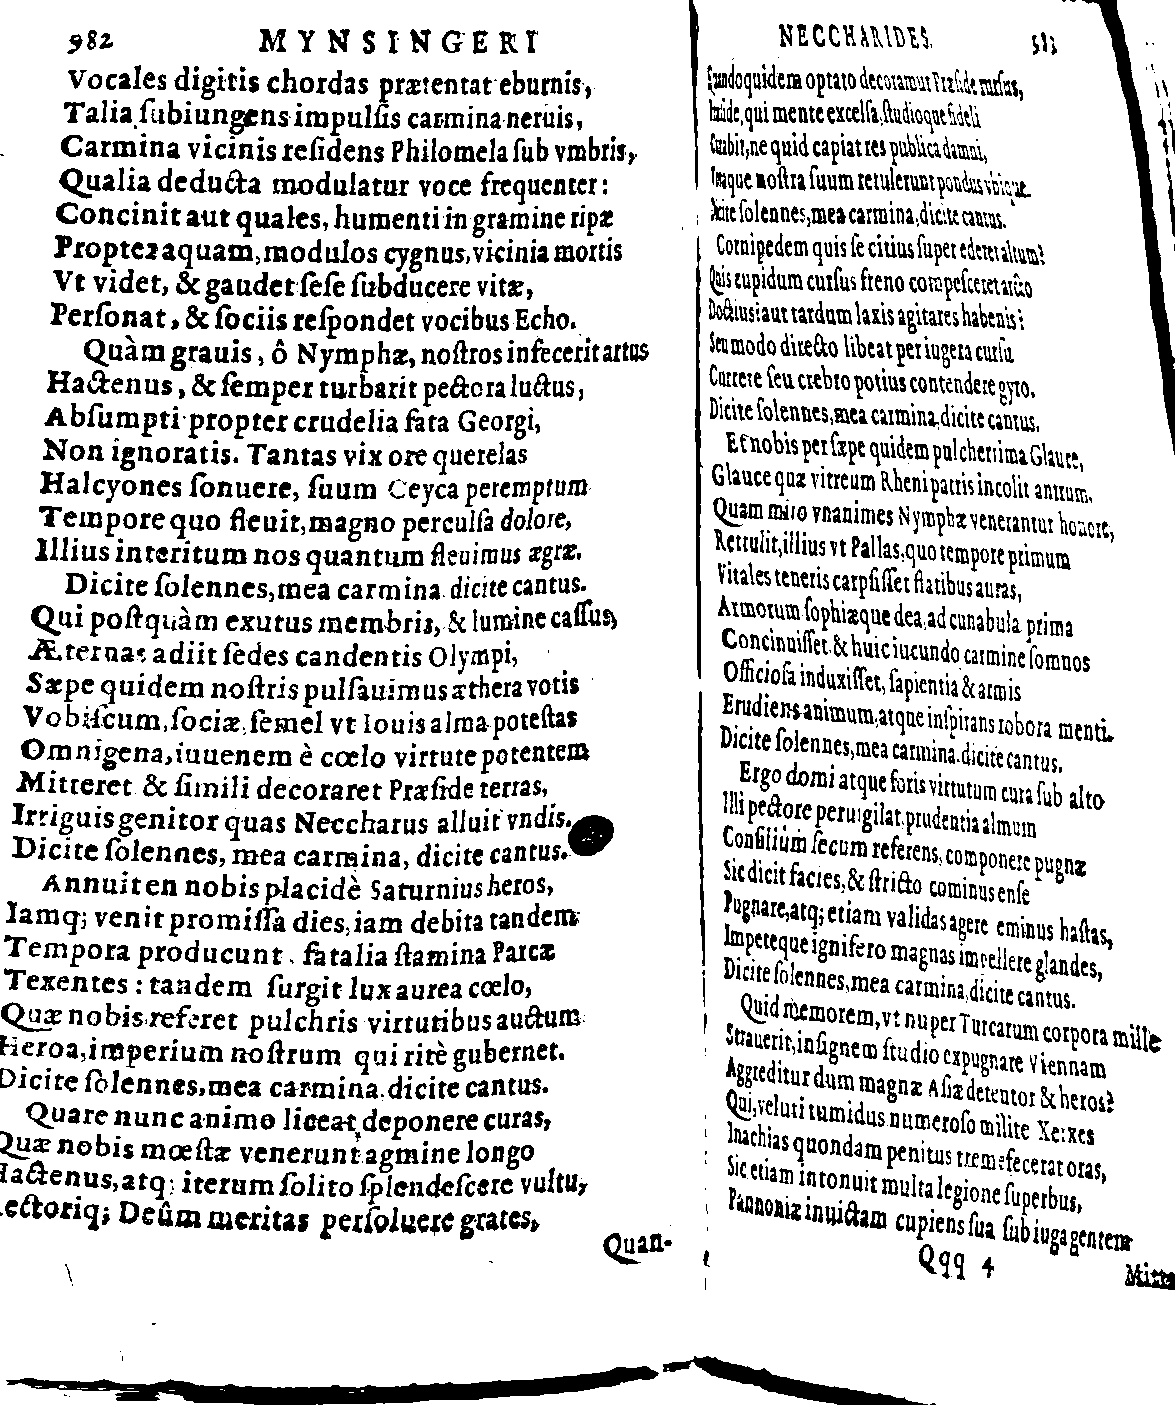 982 MYNSINGERI
Vocales digitis chordas prætentat eburnis,
Talia subiungens impulsis carmina neruis,
Carmina vicinis residens Philomela sub vmbris,
Qualia deducta modulatur voce frequenter:
Concinit aut quales, humenti in gramine ripæ
Propter aquam, modulos cygnus, vicinia mortis
Vt videt, & gaudet sese subducere vitæ,
Personat, & sociis respondet vocibus Echo.
Quàm grauis, ô Nymphæ, nostros infecerit artus
Hactenus, & semper turbarit pectora luctus,
Absumpti propter crudelia fata Georgi,
Non ignoratis. Tantas vix ore querelas
Halcyones sonuere, suum Ceyca peremptum
Tempore quo fleuit, magno perculsa dolore,
Illius interitum nos quantum fleuimus ægræ.
Dicite solennes, mea carmina dicite cantus.
Qui postquàm exutus membris, & lumine cassus,
Æternas adiit sedes candentis Olympi,
Sæpe quidem nostris pulsauimus æthera votis
Vobiscum, sociæ, semel vt Iouis alma potestas
Omnigena, iuuenem è cœlo virtute potentem
Mitteret & simili decoraret Præside terras,
Irriguis genitor quas Neccharus alluit vndis.
Dicite solennes, mea carmina, dicite cantus.
Annuit en nobis placidè Saturnius heros,
Iamq; venit promissa dies, iam debita tandem
Tempora producunt fatalia stamina Parcæ
Texentes: tandem surgit lux aurea cœlo,
Quæ nobis referet pulchris virtutibus auctum
Heroa, imperium nostrum qui ritè gubernet.
Dicite solennes, mea carmina. dicite cantus.
Quare nunc animo liceat deponere curas,
Quæ nobis mœstæ venerunt agmine longo
Hactenus, atq; iterum solito splendescere vultu,
ectoriq; Deûm meritas persoluere grates,
Quan-
NECCHARIDES.
quidem optato decoramur Præside rursus,
qui mente excelsa, studioque fideli
ne quid capiat res publica damni,
nostra suum retulerunt pondus vbique.
solennes, mea carmina, dicite cantus.
Cornipedem quis se citius super ederet altum?
Quis cupidum cursus freno compesceret arcto
Doctius? aut tardum laxis agitares habenis?
Seu modo directo libeat per iugera cursu
Currere seu crebro potius contendere gyro.
Dicite solennes, mea carmina, dicite cantus.
Et nobis persæpe quidem pulcherrima Glauce,
Glauce quæ vitreum Rheni patris incolit antrum.
Quam miro vnanimes Nymphæ venerantur honore,
Rettulit, illius vt Pallas, quo tempore primum
Vitales teneris carpsisset flatibus auras,
Armorum sophiæque dea, ad cunabula prima
Concinuisset & huic iucundo carmine somnos
Officiosa induxisset, sapientia & armis
Erudiens animum, atque inspirans robora menti.
Dicite solennes, mea carmina, dicite cantus.
Ergo domi atque foris virtutum cura sub alto
Illi pectore peruigilat, prudentia almum
Consilium secum referens, componere pugnæ
Sic dicit facies, & stricto cominus ense
Pugnare, atq; etiam validas agere eminus hastas,
Impeteque ignifero magnas impellere glandes,
Dicite solennes, mea carmina, dicite cantus.
Quid memorem, vt nuper Turcarum corpora mille
Strauerit, insignem studio expugnare Viennam
Aggreditur dum magnæ Asiæ detentor & heros?
Qui, veluti tumidus numeroso milite Xerxes
Inachias quondam penitus tremefecerat oras,
Sic etiam intonuit multa legione superbus,
Pannoniæ inuictam cupiens sua sub iuga gentem
Qqq 4